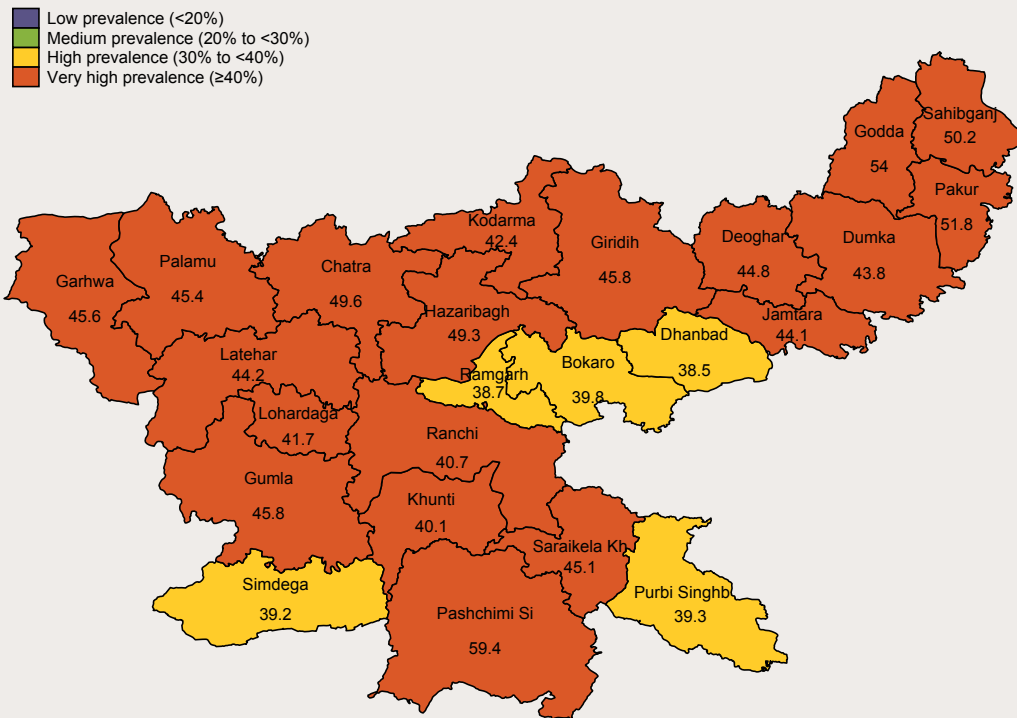 Low prevalence (<20%)
Medium prevalence (20% to <30%)
High prevalence (30% to <40%)
Very high prevalence (≥40%)
Sahibganj
50.2
Godda
54
Pakur
51.8
Kodarma
42.4
Giridih
45.8
Deoghar
44.8
Dumka
43.8
Palamu
45.4
Chatra
49.6
Garhwa
45.6
Hazaribagh
49.3
Jamtara
44.1
Dhanbad
38.5
Latehar
44.2
Ramgarh
38.7
Bokaro
39.8
Lohardaga
41.7
Ranchi
40.7
Gumla
45.8
Khunti
40.1
Saraikela Kh
45.1
Simdega
39.2
Purbi Singhb
39.3
Pashchimi Si
59.4